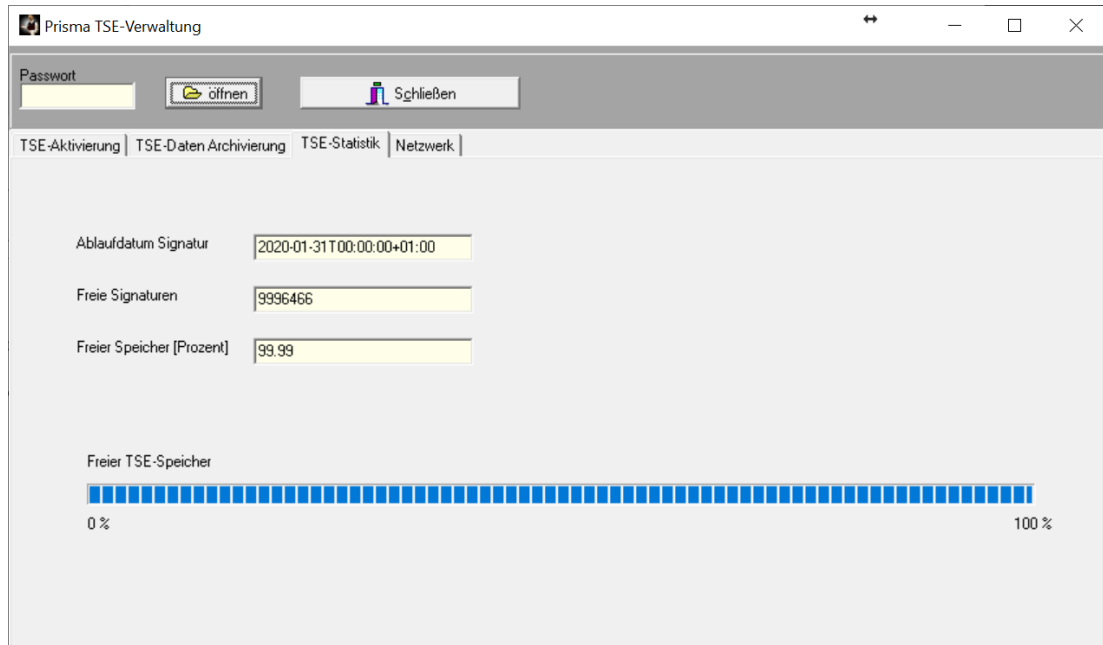 Prisma TSE-Verwaltung
Passwort
öffnen
Schließen
TSE-Aktivierung TSE-Daten Archivierung TSE-Statistik Netzwerk
Ablaufdatum Signatur 2020-01-31T00:00:00+01:00
Freie Signaturen 9996466
Freier Speicher [Prozent] 99.99
Freier TSE-Speicher
0 % 100 %